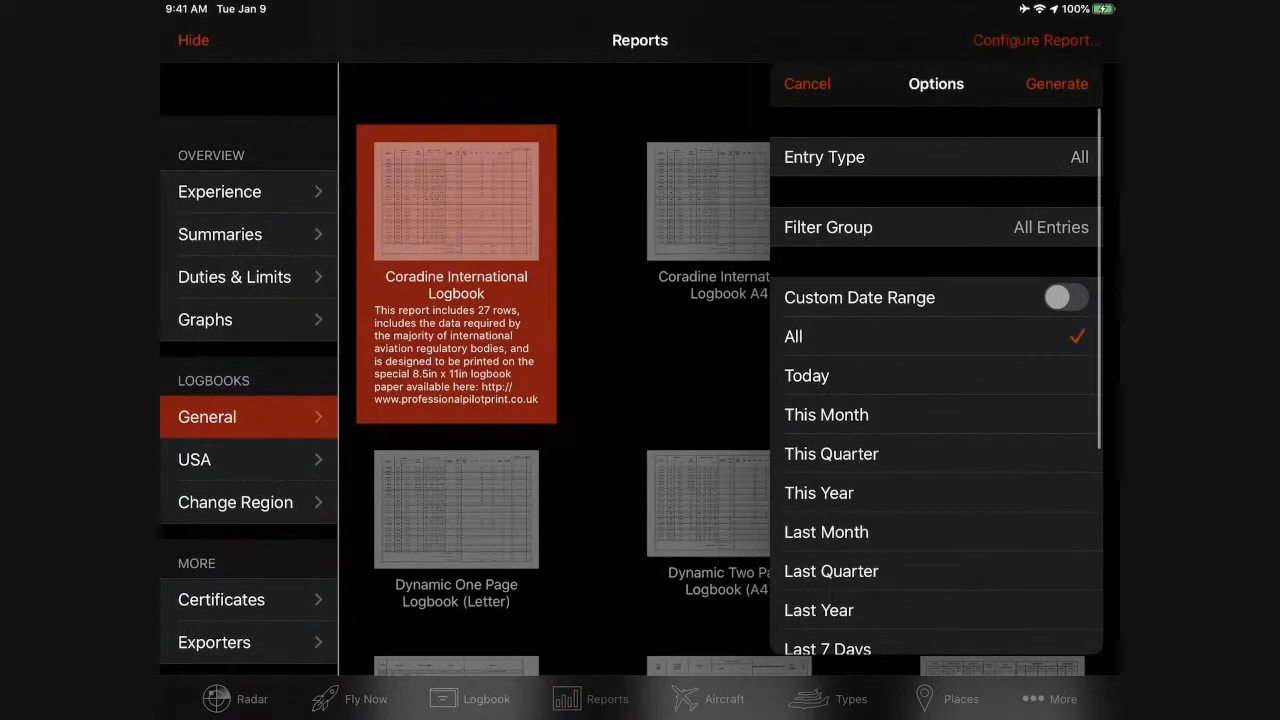 9:41 AM Tue Jan 9
100%
Hide
Reports
Configure Report...
OVERVIEW
Experience
Summaries
Duties & Limits
Graphs
LOGBOOKS
General
USA
Change Region
MORE
Certificates
Exporters
Coradine International
Logbook
This report includes 27 rows,
includes the data required by
the majority of international
aviation regulatory bodies, and
is designed to be printed on the
special 8.5in x 11in logbook
paper available here: http://
www.professionalpilotprint.co.uk
Coradine Internat
Logbook A4
Dynamic One Page
Logbook (Letter)
Dynamic Two Pa
Logbook (A4)
Cancel
Options
Generate
Entry Type All
Filter Group All Entries
Custom Date Range
All
Today
This Month
This Quarter
This Year
Last Month
Last Quarter
Last Year
Last 7 Days
Radar
Fly Now
Logbook
Reports
Aircraft
Types
Places
More